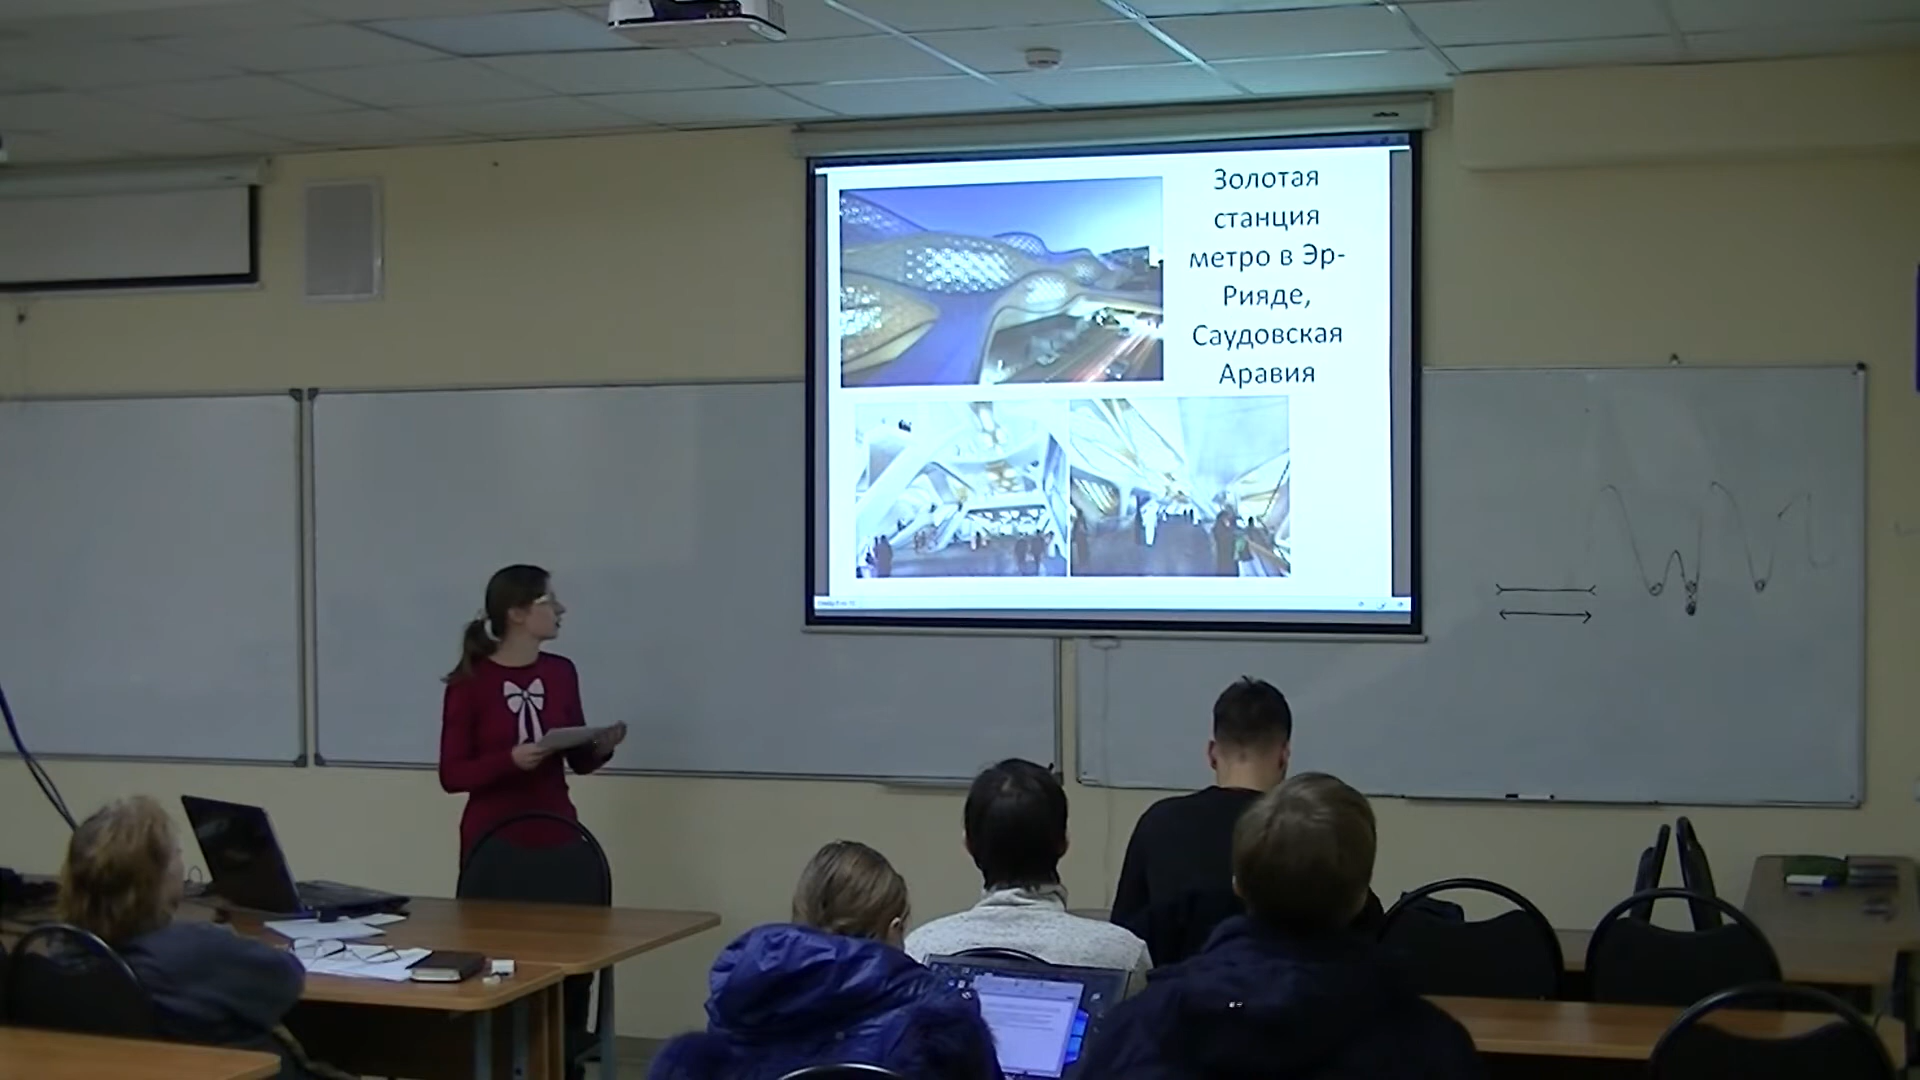 Золотая
станция
метро в Эр-
Рияде,
Саудовская
Аравия